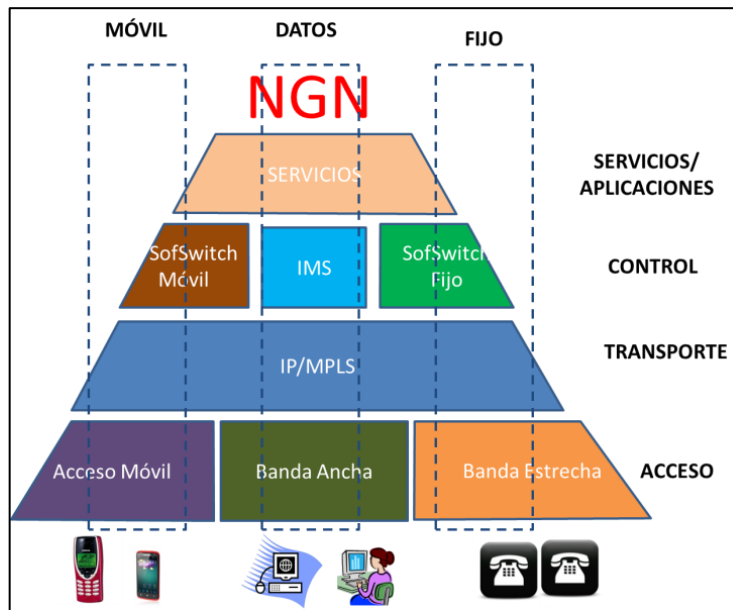 MÓVIL
DATOS
FIJO
NGN
SERVICIOS
SERVICIOS/
APLICACIONES
SofSwitch
Móvil
IMS
SofSwitch
Fijo
CONTROL
IP/MPLS
TRANSPORTE
Acceso Móvil
Banda Ancha
Banda Estrecha
ACCESO